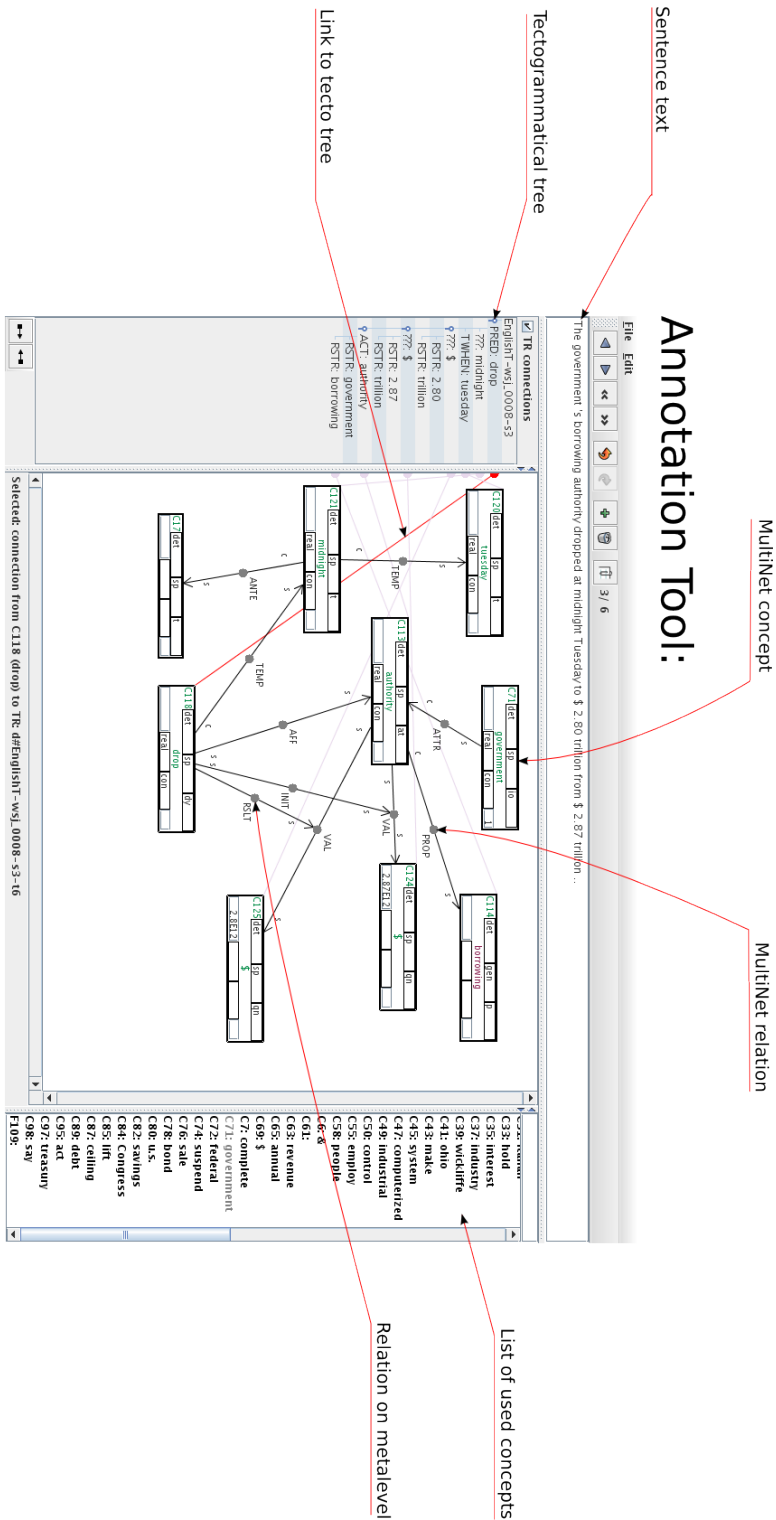 Annotation Tool:
Sentence text
Tectogrammatical tree
Link to tecto tree
MultiNet concept
MultiNet relation
List of used concepts
Relation on metalevel
File Edit
3/ 6
The government 's borrowing authority dropped at midnight Tuesday to $ 2.80 trillion from $ 2.87 trillion ..
TR connections
EnglishT-wsj_0008-s3
PRED: drop
???: midnight
TWHEN: tuesday
???: $
RSTR: 2.80
RSTR: trillion
???: $
RSTR: 2.87
RSTR: trillion
ACT: authority
RSTR: government
RSTR: borrowing
C120 det sp t
tuesday
real con
C71 det sp io
government
real con 1
C114 det gen p
borrowing
C121 det sp t
midnight
real con
C113 det sp at
authority
real con
C124 det sp qn
$
2.87E12
C17 det sp t
C118 det sp dy
drop
real con
C125 det sp qn
$
2.8E12
s
TEMP
c
c
ANTE
s
TEMP
c
s
ATTR
c
c
PROP
s
s
AFF
s
s
VAL
s
s
INIT
s
s
RSLT
s
s
VAL
s
C33: hold
C35: interest
C37: industry
C39: wickliffe
C41: ohio
C43: make
C45: system
C47: computerized
C49: industrial
C50: control
C55: employ
C58: people
C6: &
C61:
C63: revenue
C65: annual
C69: $
C7: complete
C71: government
C72: federal
C74: suspend
C76: sale
C78: bond
C80: u.s.
C82: savings
C84: Congress
C85: lift
C87: ceiling
C89: debt
C95: act
C97: treasury
C98: say
F109:
Selected: connection from C118 (drop) to TR: d#EnglishT-wsj_0008-s3-t6